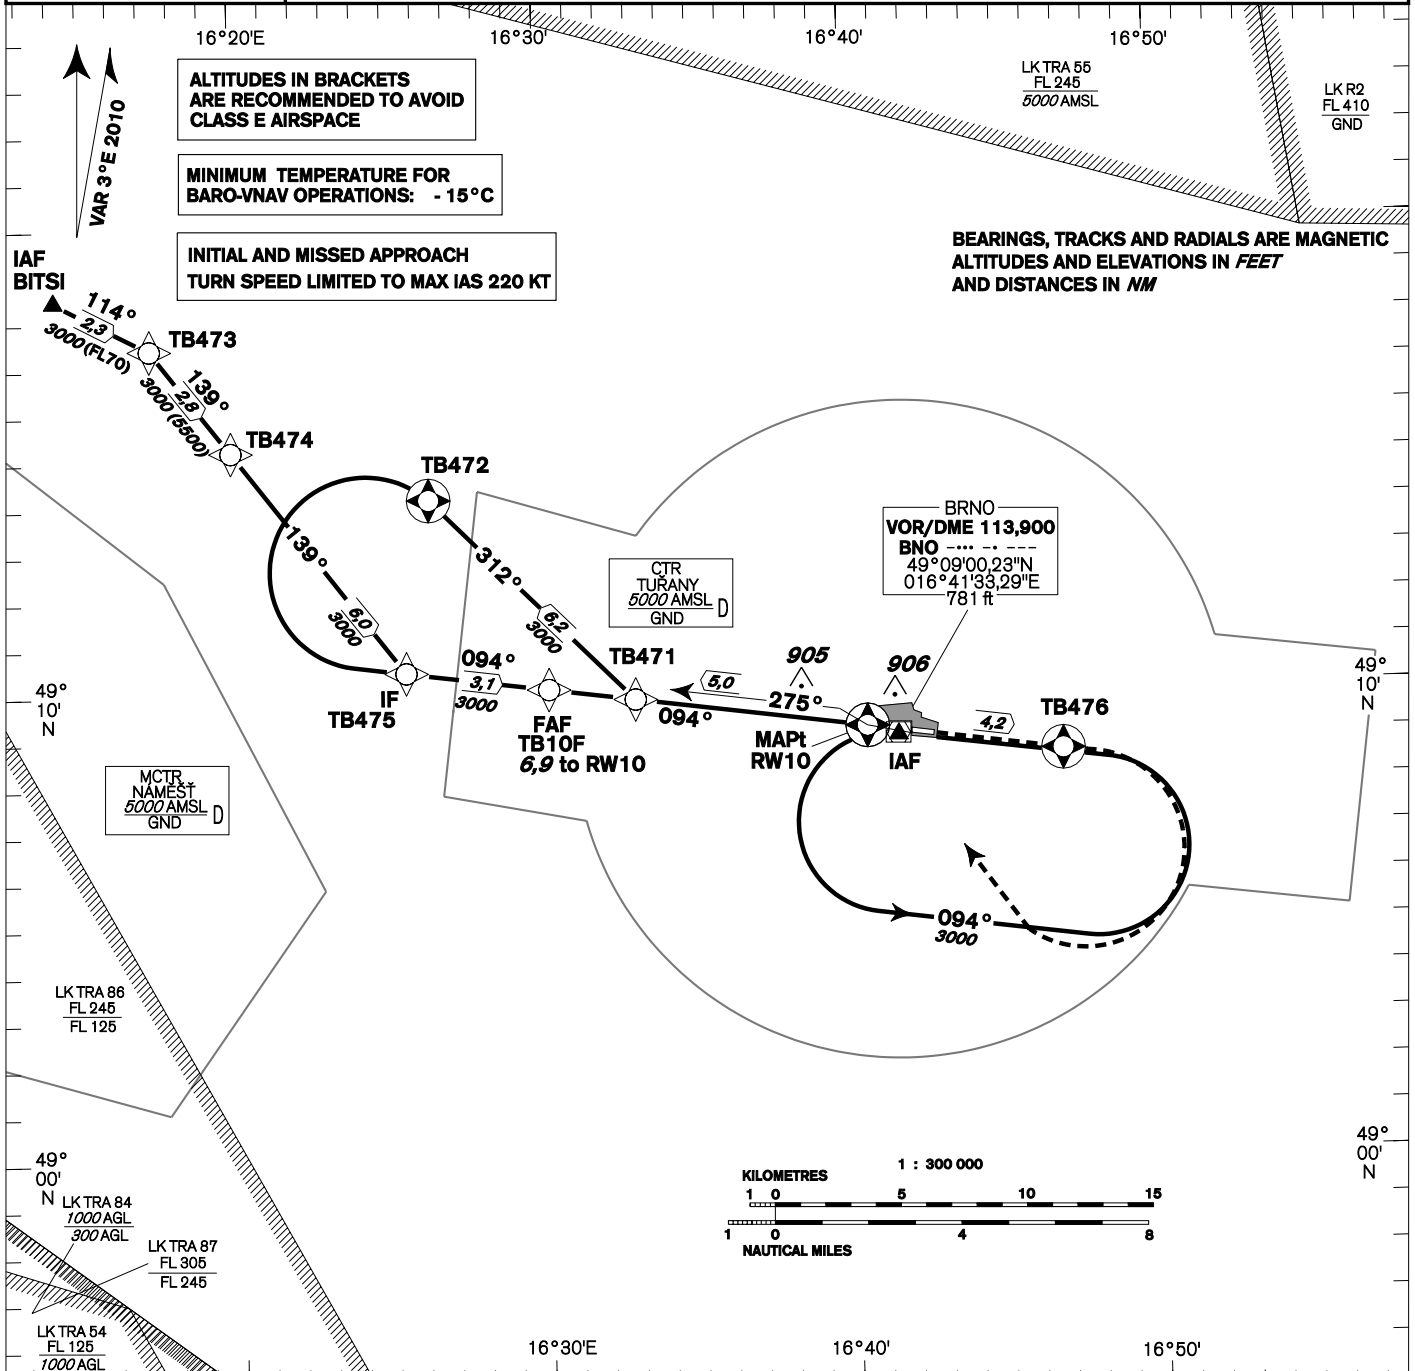 16°20'E
16°30'
16°40'
16°50'
VAR 3°E 2010
ALTITUDES IN BRACKETS
ARE RECOMMENDED TO AVOID
CLASS E AIRSPACE
MINIMUM TEMPERATURE FOR
BARO-VNAV OPERATIONS: - 15°C
INITIAL AND MISSED APPROACH
TURN SPEED LIMITED TO MAX IAS 220 KT
LK TRA 55
FL 245
5000 AMSL
LK R2
FL 410
GND
BEARINGS, TRACKS AND RADIALS ARE MAGNETIC
ALTITUDES AND ELEVATIONS IN FEET
AND DISTANCES IN NM
IAF
BITSI
114°
2,3
3000(FL70)
TB473
139°
2,8
3000 (5500)
TB474
TB472
139°
6,0
3000
312°
6,2
3000
CTR
TUŘANY
5000 AMSL
GND
D
BRNO
VOR/DME 113,900
BNO -··· -· ---
49°09'00,23"N
016°41'33,29"E
781 ft
TB471
905
906
49°
10'
N
49°
10'
N
IF
TB475
094°
3,1
3000
FAF
TB10F
6,9 to RW10
094°
5,0
275°
MAPt
RW10
IAF
4,2
TB476
094°
3000
MCTR
NÁMĚŠŤ
5000 AMSL
GND
D
LK TRA 86
FL 245
FL 125
49°
00'
N
49°
00'
N
LK TRA 84
1000 AGL
300 AGL
LK TRA 87
FL 305
FL 245
LK TRA 54
FL 125
1000 AGL
1 : 300 000
KILOMETRES
1 0 5 10 15
1 0 4 8
NAUTICAL MILES
16°30'E
16°40'
16°50'